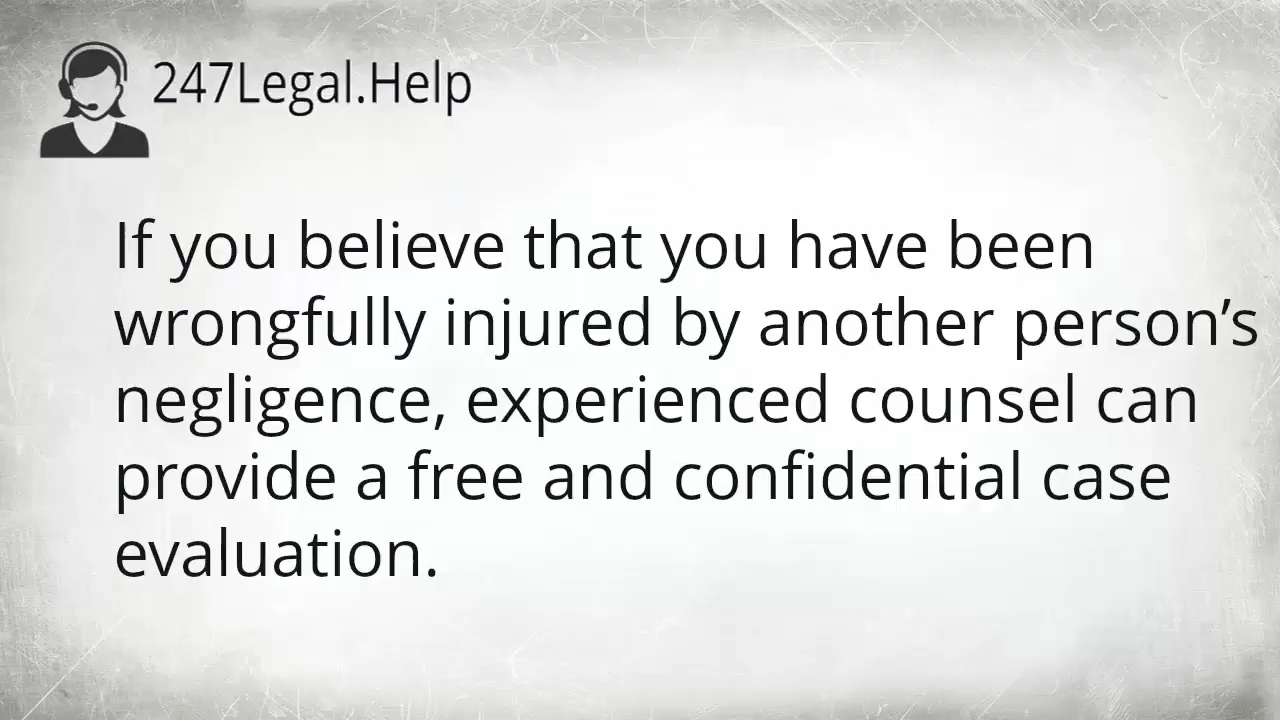 247Legal.Help
If you believe that you have been
wrongfully injured by another person’s
negligence, experienced counsel can
provide a free and confidential case
evaluation.